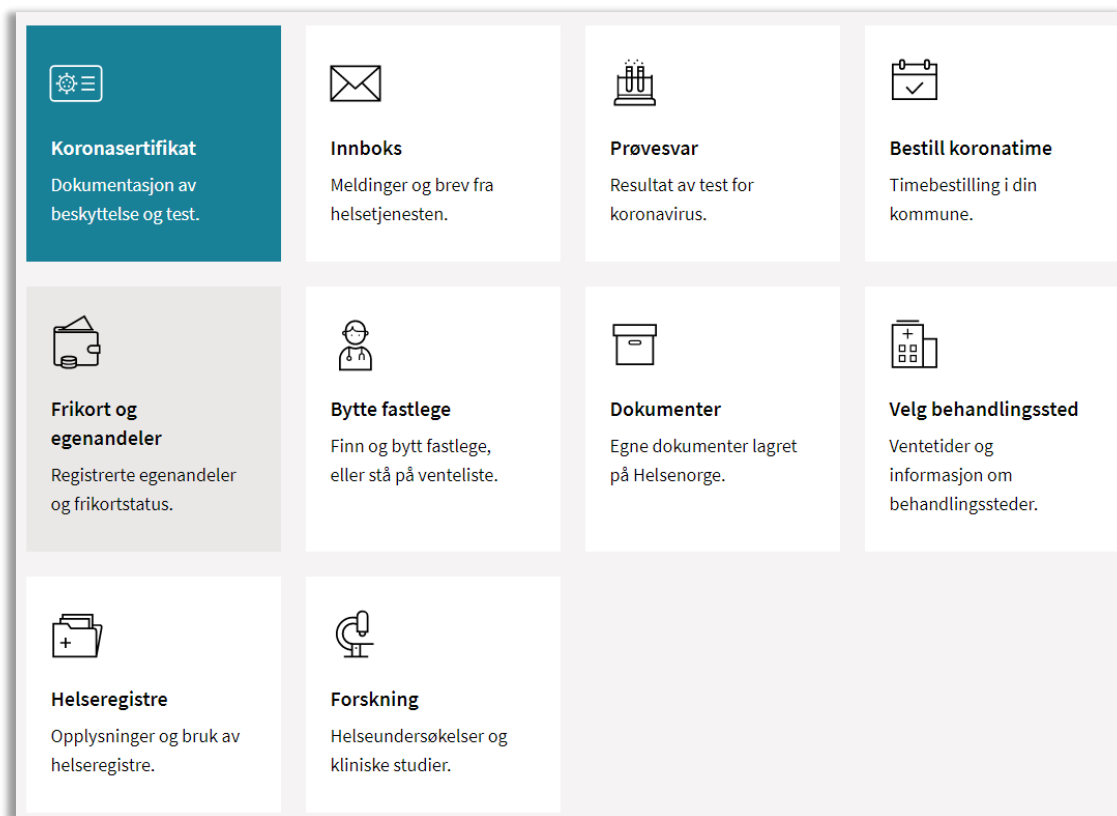 Koronasertifikat
Dokumentasjon av
beskyttelse og test.
Innboks
Meldinger og brev fra
helsetjenesten.
Prøvesvar
Resultat av test for
koronavirus.
Bestill koronatime
Timebestilling i din
kommune.
Frikort og
egenandeler
Registrerte egenandeler
og frikortstatus.
Bytte fastlege
Finn og bytt fastlege,
eller stå på venteliste.
Dokumenter
Egne dokumenter lagret
på Helsenorge.
Velg behandlingssted
Ventetider og
informasjon om
behandlingssteder.
Helseregistre
Opplysninger og bruk av
helseregistre.
Forskning
Helseundersøkelser og
kliniske studier.